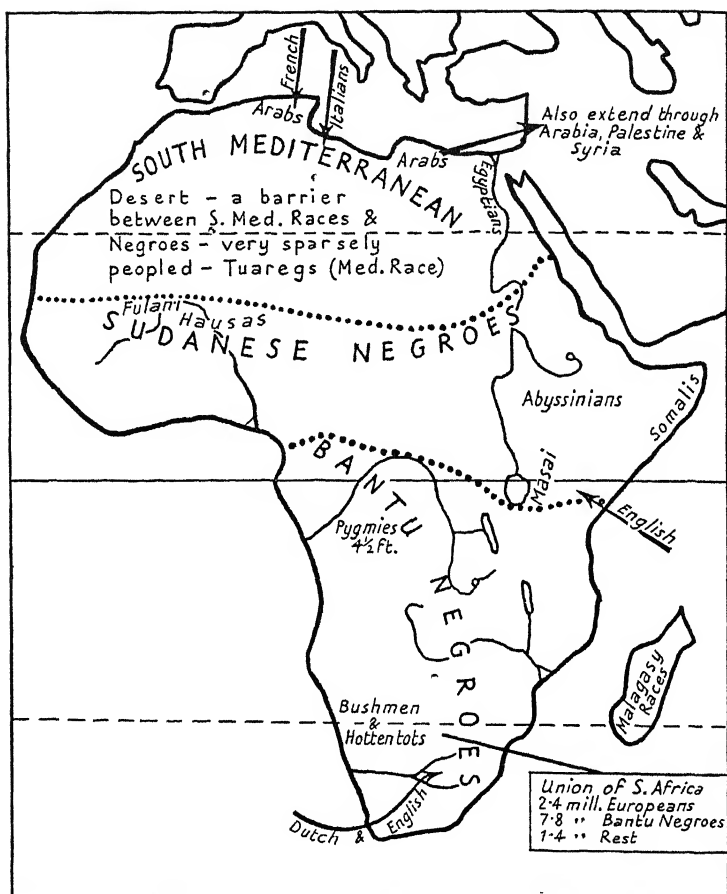 French
Italians
Arabs
Arabs
Also extend through
Arabia, Palestine &
Syria
SOUTH MEDITERRANEAN
Egyptians
Desert - a barrier
between S. Med. Races &
Negroes - very sparsely
peopled - Tuaregs (Med. Race)
Fulani
Hausas
SUDANESE NEGROES
Abyssinians
Somalis
BANTU NEGROES
Masai
English
Pygmies
4½ ft.
Malagasy
Races
Bushmen
&
Hottentots
Dutch & English
Union of S. Africa
2·4 mill. Europeans
7·8 " Bantu Negroes
1·4 " Rest